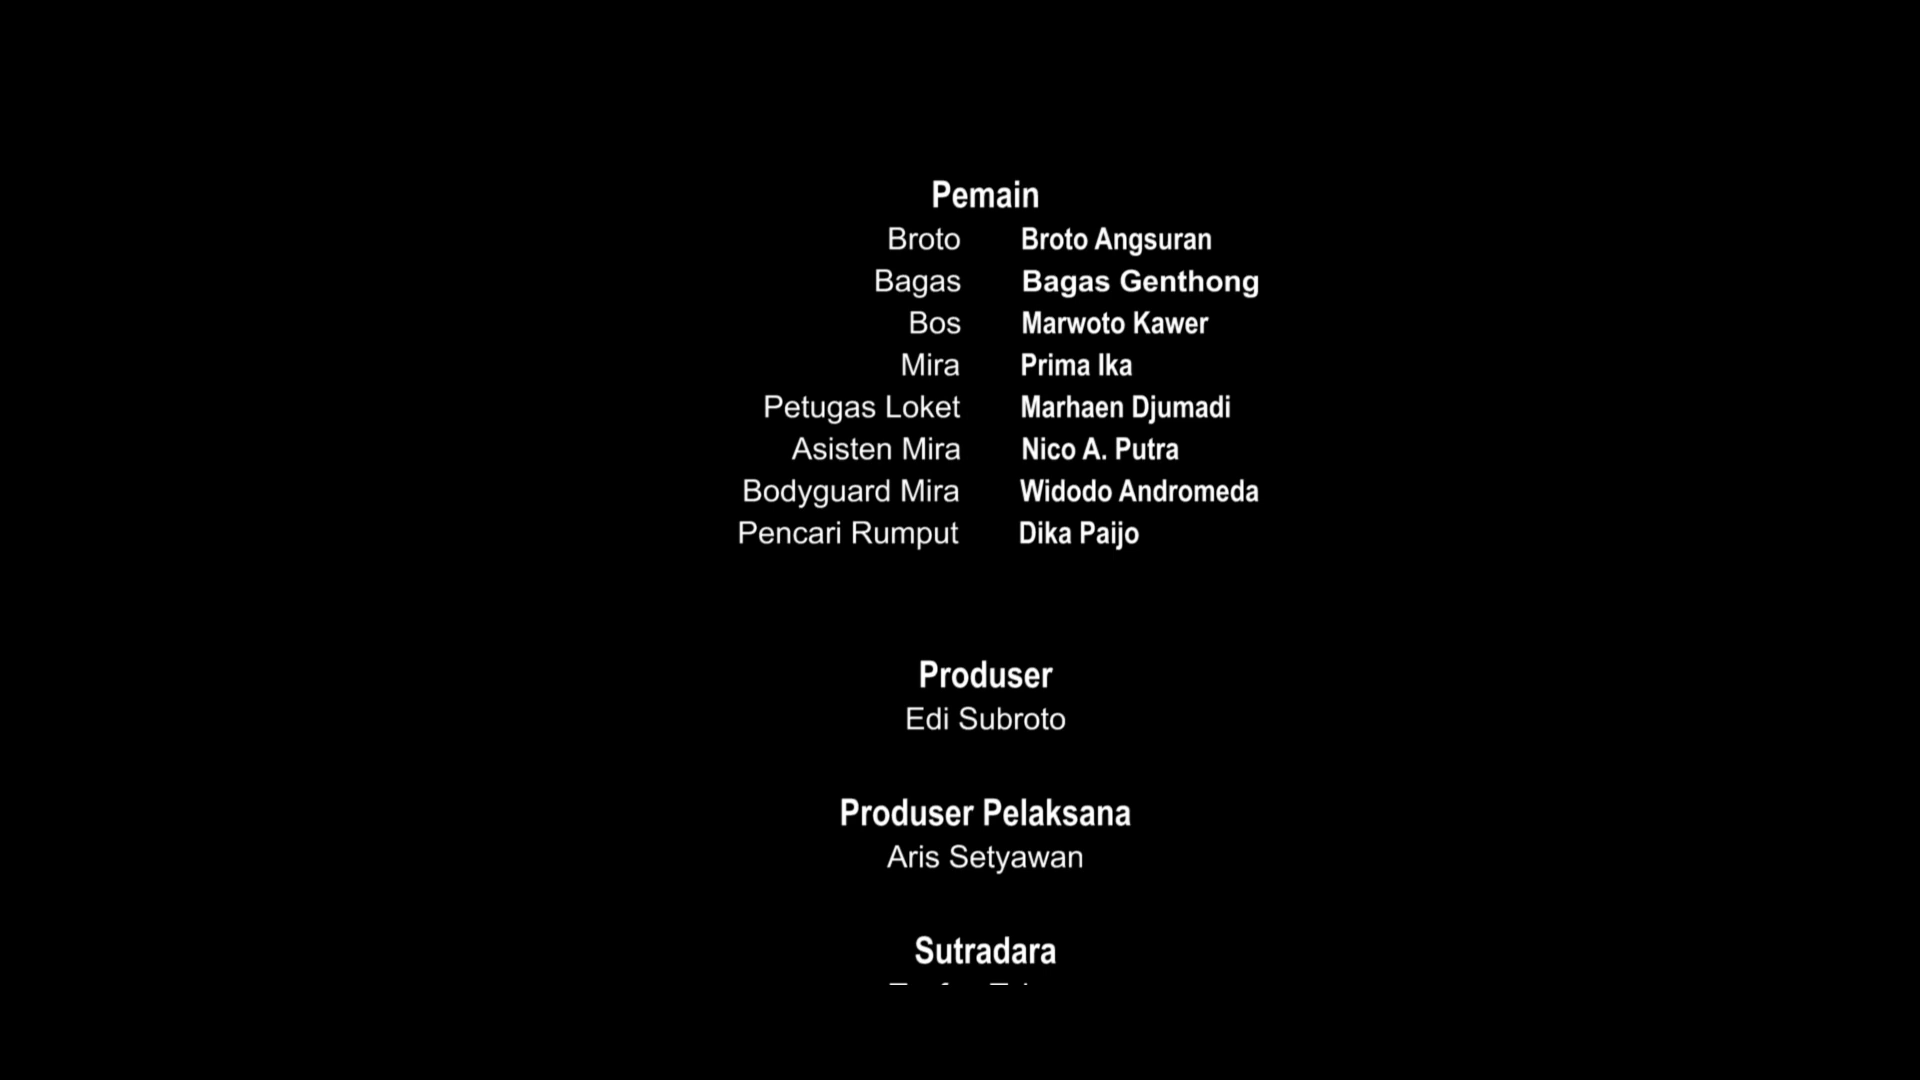 Pemain
Broto Broto Angsuran
Bagas Bagas Genthong
Bos Marwoto Kawer
Mira Prima Ika
Petugas Loket Marhaen Djumadi
Asisten Mira Nico A. Putra
Bodyguard Mira Widodo Andromeda
Pencari Rumput Dika Paijo
Produser
Edi Subroto
Produser Pelaksana
Aris Setyawan
Sutradara